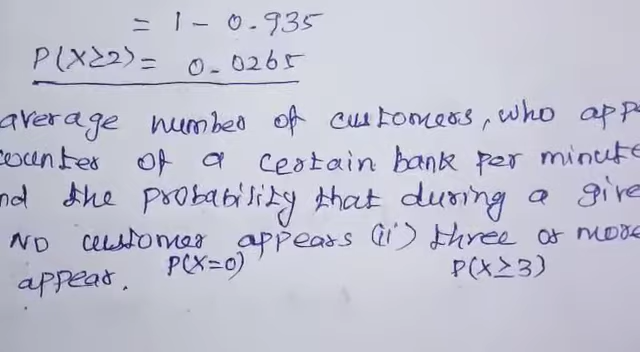 = 1 - 0.935
P(X≥2) = 0.0265
average number of customers, who appe
counter of a certain bank per minute
nd the probability that during a give
No customer appears (ii) three or more
appear. P(X=0) P(X≥3)